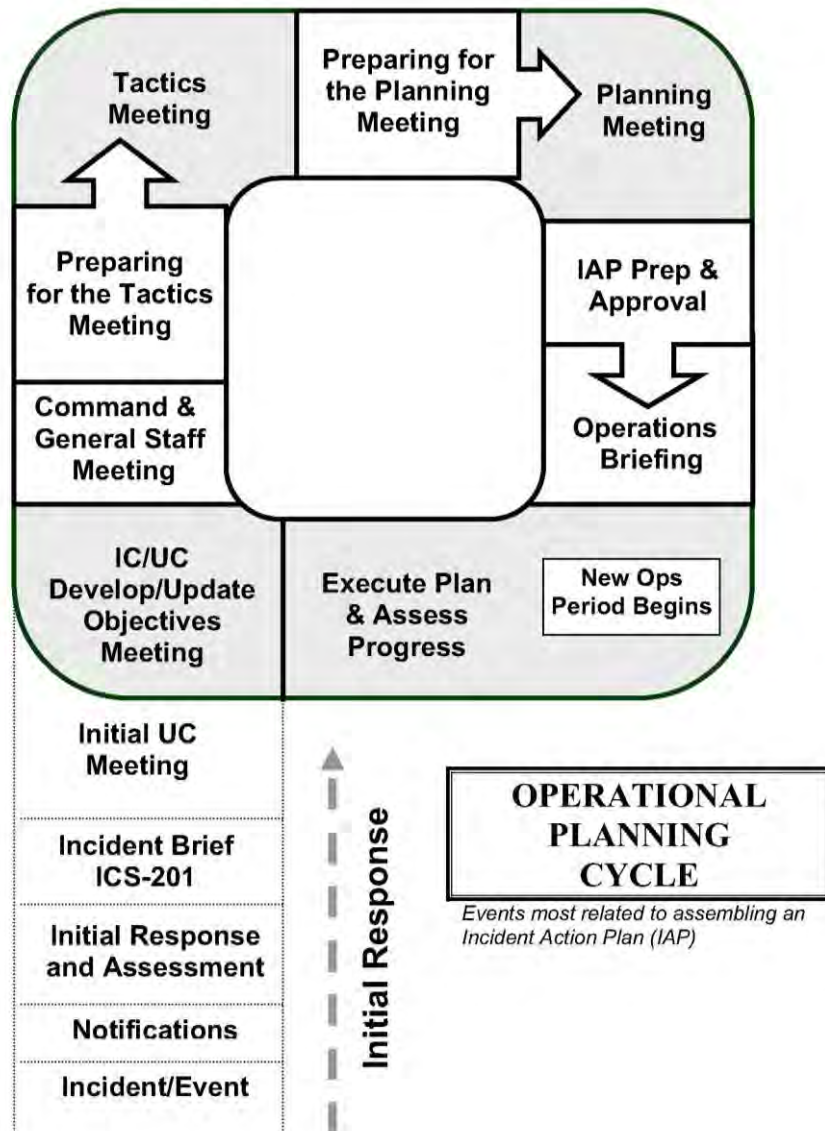 Tactics
Meeting
Preparing for
the Planning
Meeting
Planning
Meeting
Preparing
for the Tactics
Meeting
IAP Prep &
Approval
Command &
General Staff
Meeting
Operations
Briefing
IC/UC
Develop/Update
Objectives
Meeting
Execute Plan
& Assess
Progress
New Ops
Period Begins
Initial UC
Meeting
Incident Brief
ICS-201
Initial Response
and Assessment
Notifications
Incident/Event
Initial Response
OPERATIONAL
PLANNING
CYCLE
Events most related to assembling an
Incident Action Plan (IAP)